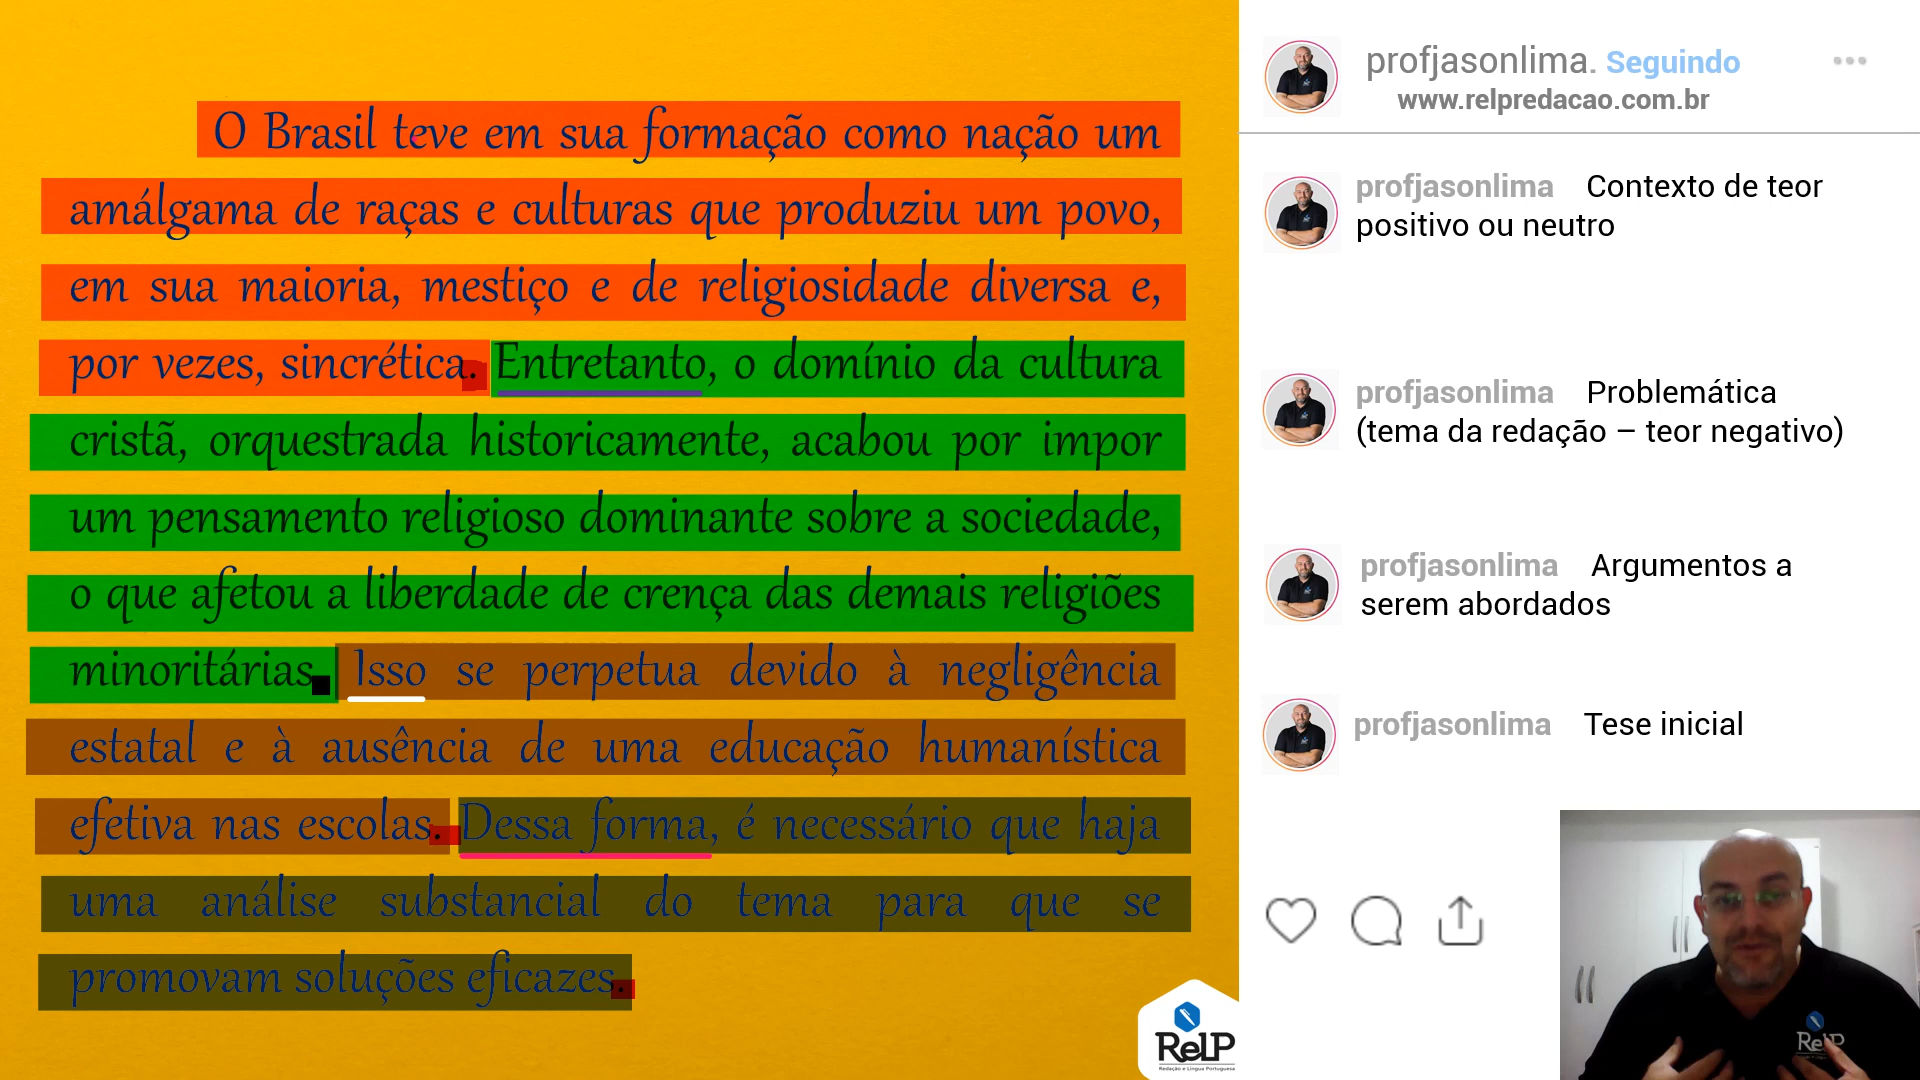 O Brasil teve em sua formação como nação um
amálgama de raças e culturas que produziu um povo,
em sua maioria, mestiço e de religiosidade diversa e,
por vezes, sincrética. Entretanto, o domínio da cultura
cristã, orquestrada historicamente, acabou por impor
um pensamento religioso dominante sobre a sociedade,
o que afetou a liberdade de crença das demais religiões
minoritárias. Isso se perpetua devido à negligência
estatal e à ausência de uma educação humanística
efetiva nas escolas. Dessa forma, é necessário que haja
uma análise substancial do tema para que se
promovam soluções eficazes.
ReLP
Redação e Língua Portuguesa
profjasonlima. Seguindo
www.relpredacao.com.br
profjasonlima Contexto de teor
positivo ou neutro
profjasonlima Problemática
(tema da redação – teor negativo)
profjasonlima Argumentos a
serem abordados
profjasonlima Tese inicial
ReLP